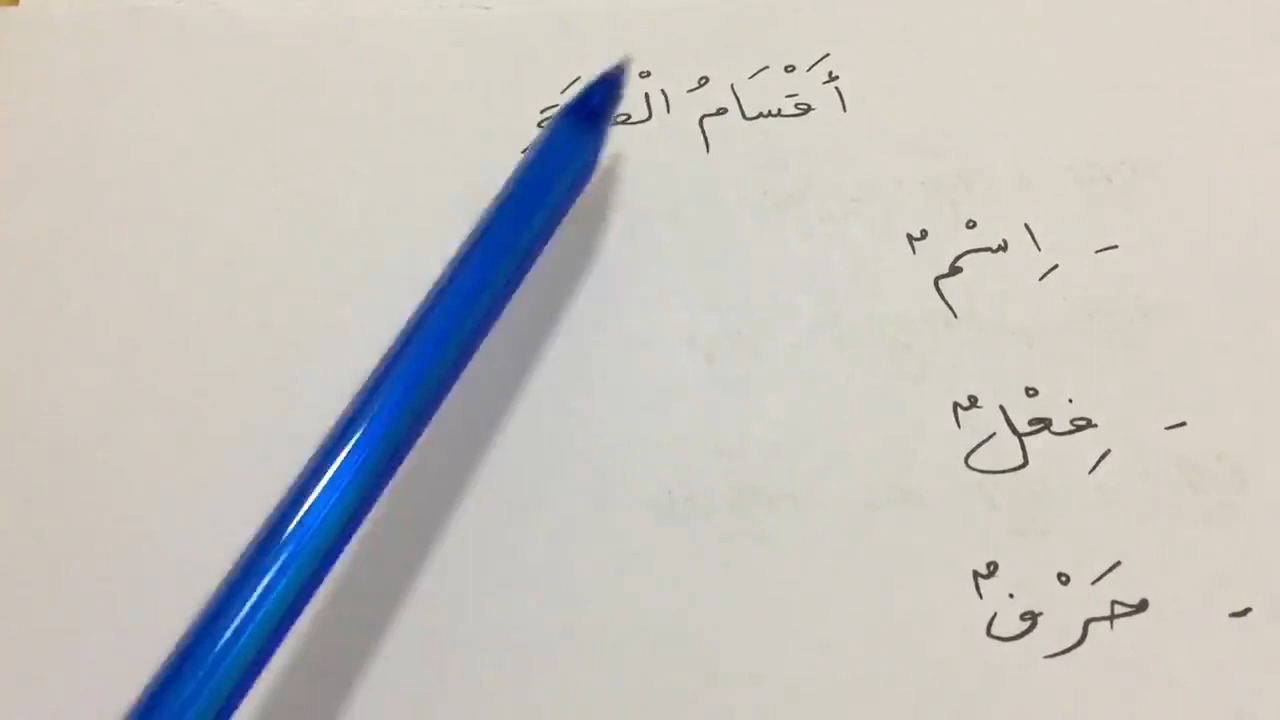 أَقْسَامُ
- اِسْمٌ
- فِعْلٌ
- حَرْفٌ